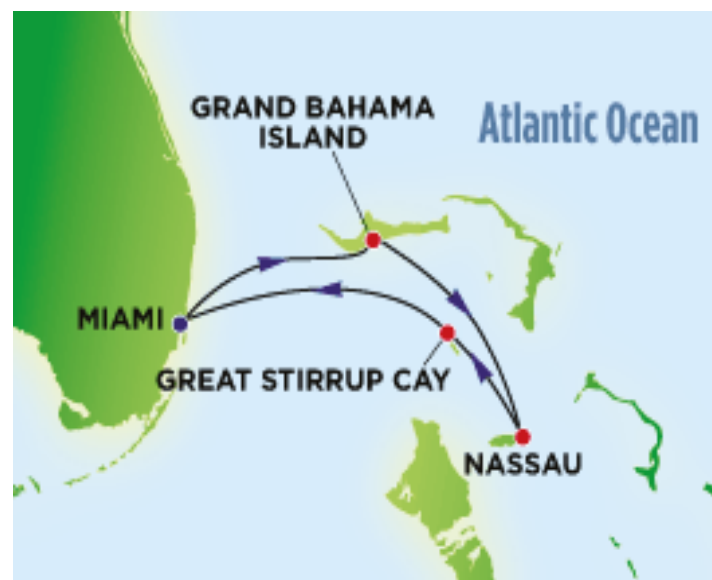 GRAND BAHAMA
ISLAND
Atlantic Ocean
MIAMI
GREAT STIRRUP CAY
NASSAU